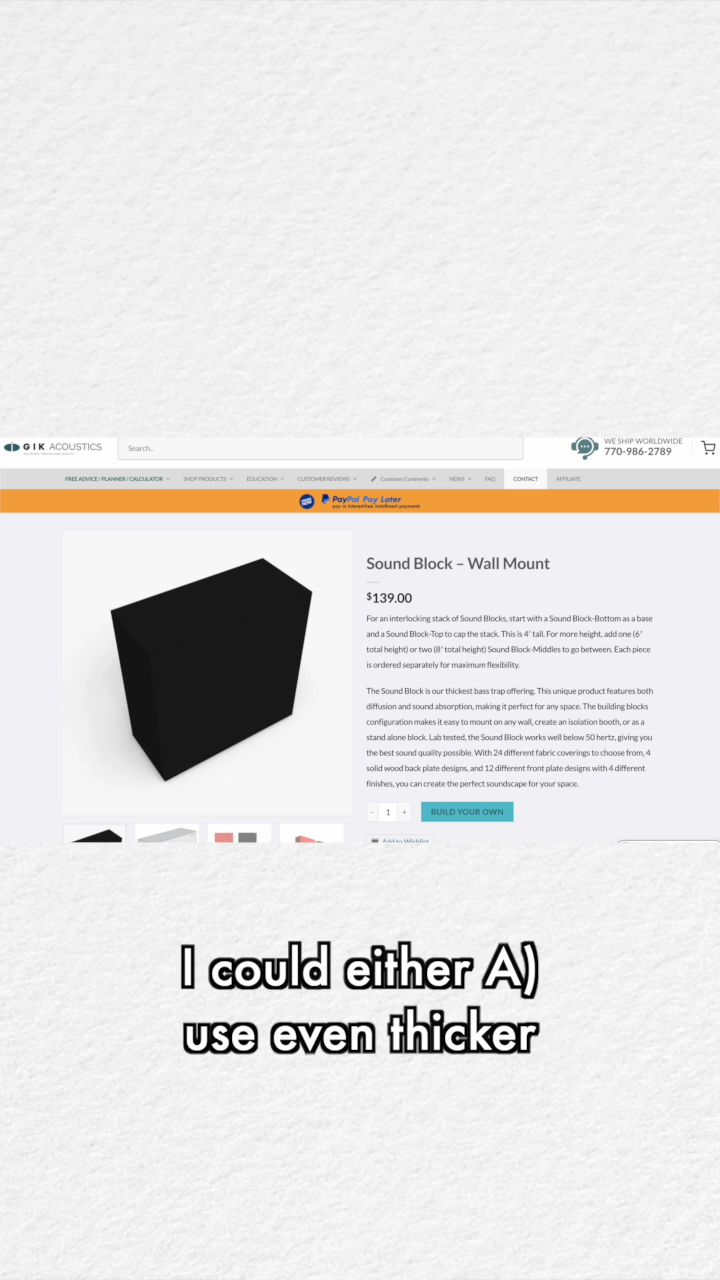 GIK ACOUSTICS
Search..
WE SHIP WORLDWIDE
770-986-2789
FREE ADVICE / PLANNER / CALCULATOR
SHOP PRODUCTS
EDUCATION
CUSTOMER REVIEWS
Customer Comments
NEWS
FAQ
CONTACT
AFFILIATE
PayPal Pay Later
pay in interest-free installment payments
Sound Block – Wall Mount
$139.00
For an interlocking stack of Sound Blocks, start with a Sound Block-Bottom as a base
and a Sound Block-Top to cap the stack. This is 4′ tall. For more height, add one (6′
total height) or two (8′ total height) Sound Block-Middles to go between. Each piece
is ordered separately for maximum flexibility.
The Sound Block is our thickest bass trap offering. This unique product features both
diffusion and sound absorption, making it perfect for any space. The building blocks
configuration makes it easy to mount on any wall, create an isolation booth, or as a
stand alone block. Lab tested, the Sound Block works well below 50 hertz, giving you
the best sound quality possible. With 24 different fabric coverings to choose from, 4
solid wood back plate designs, and 12 different front plate designs with 4 different
finishes, you can create the perfect soundscape for your space.
- 1 +
BUILD YOUR OWN
Add to Wishlist
I could either A)
use even thicker